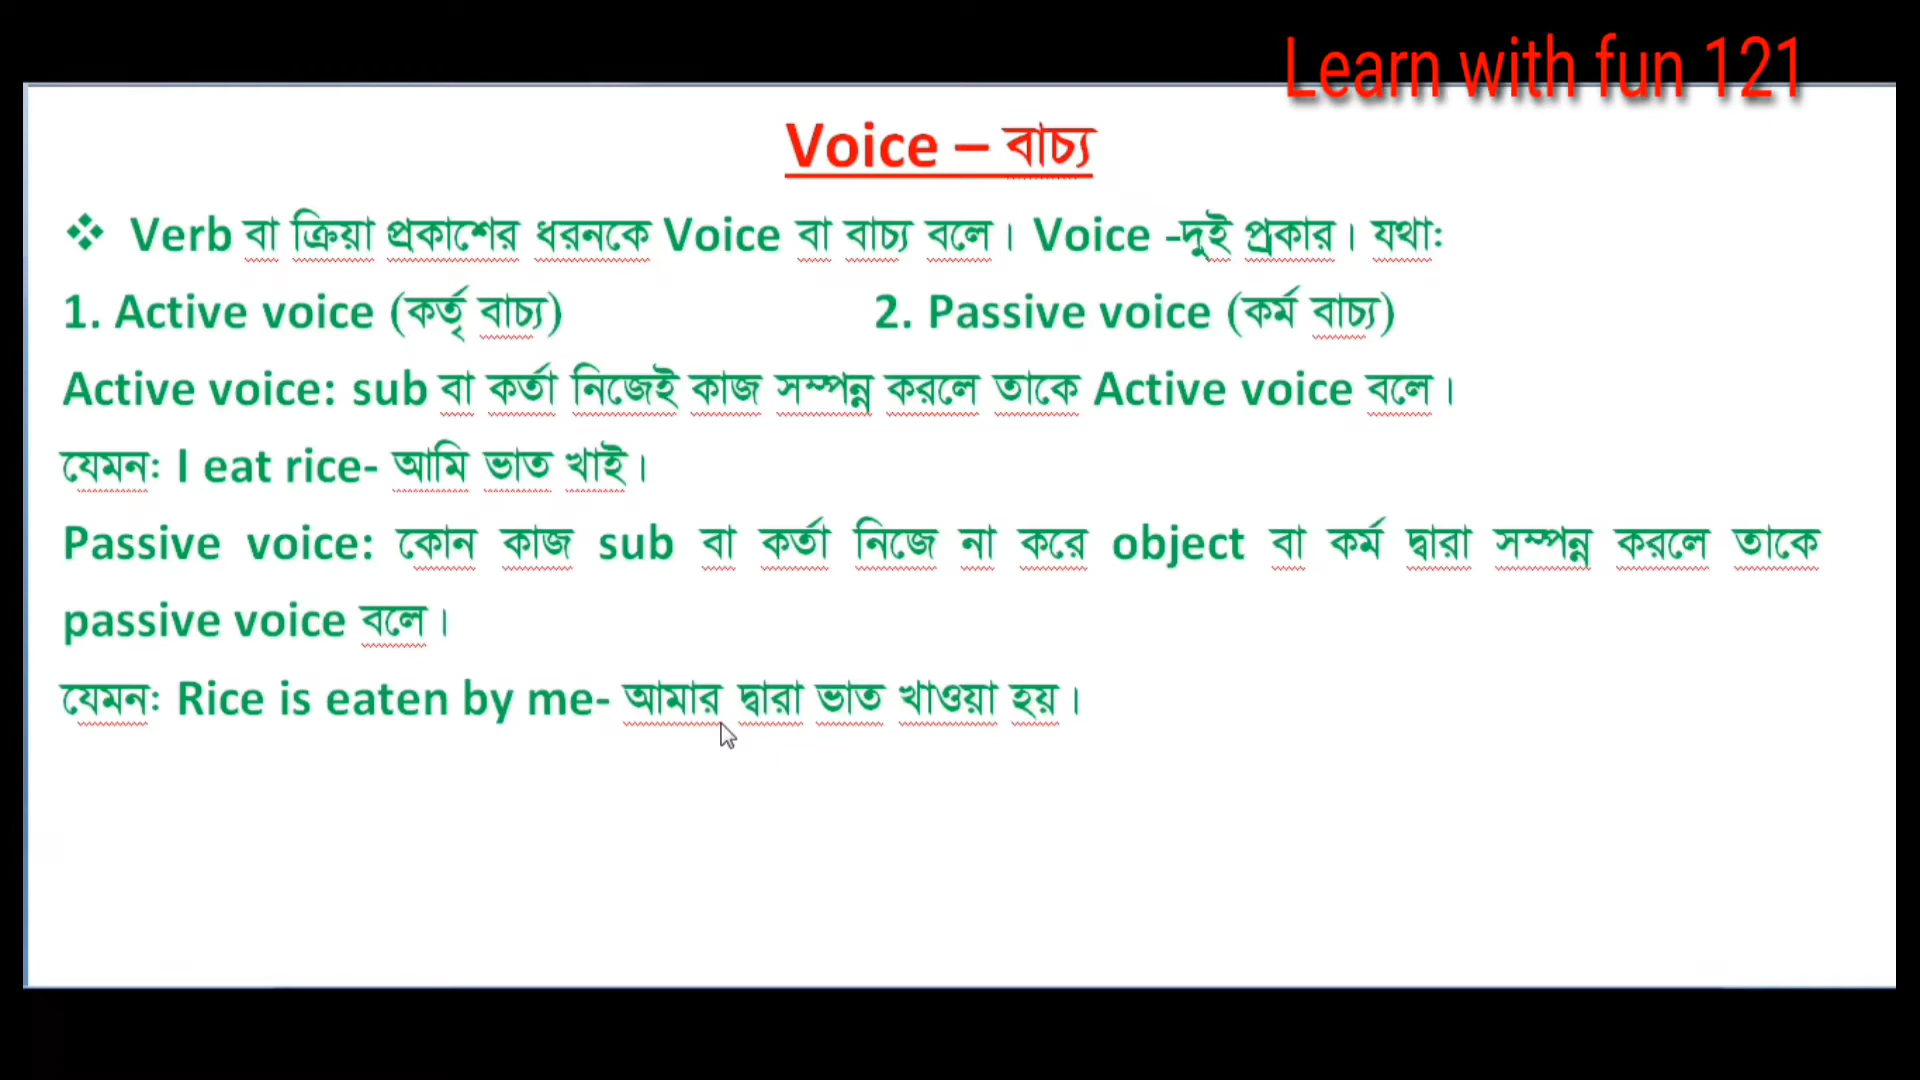 Learn with fun 121
Voice – বাচ্য
❖ Verb বা ক্রিয়া প্রকাশের ধরনকে Voice বা বাচ্য বলে। Voice -দুই প্রকার। যথাঃ
1. Active voice (কর্তৃ বাচ্য) 2. Passive voice (কর্ম বাচ্য)
Active voice: sub বা কর্তা নিজেই কাজ সম্পন্ন করলে তাকে Active voice বলে।
যেমনঃ I eat rice- আমি ভাত খাই।
Passive voice: কোন কাজ sub বা কর্তা নিজে না করে object বা কর্ম দ্বারা সম্পন্ন করলে তাকে
passive voice বলে।
যেমনঃ Rice is eaten by me- আমার দ্বারা ভাত খাওয়া হয়।